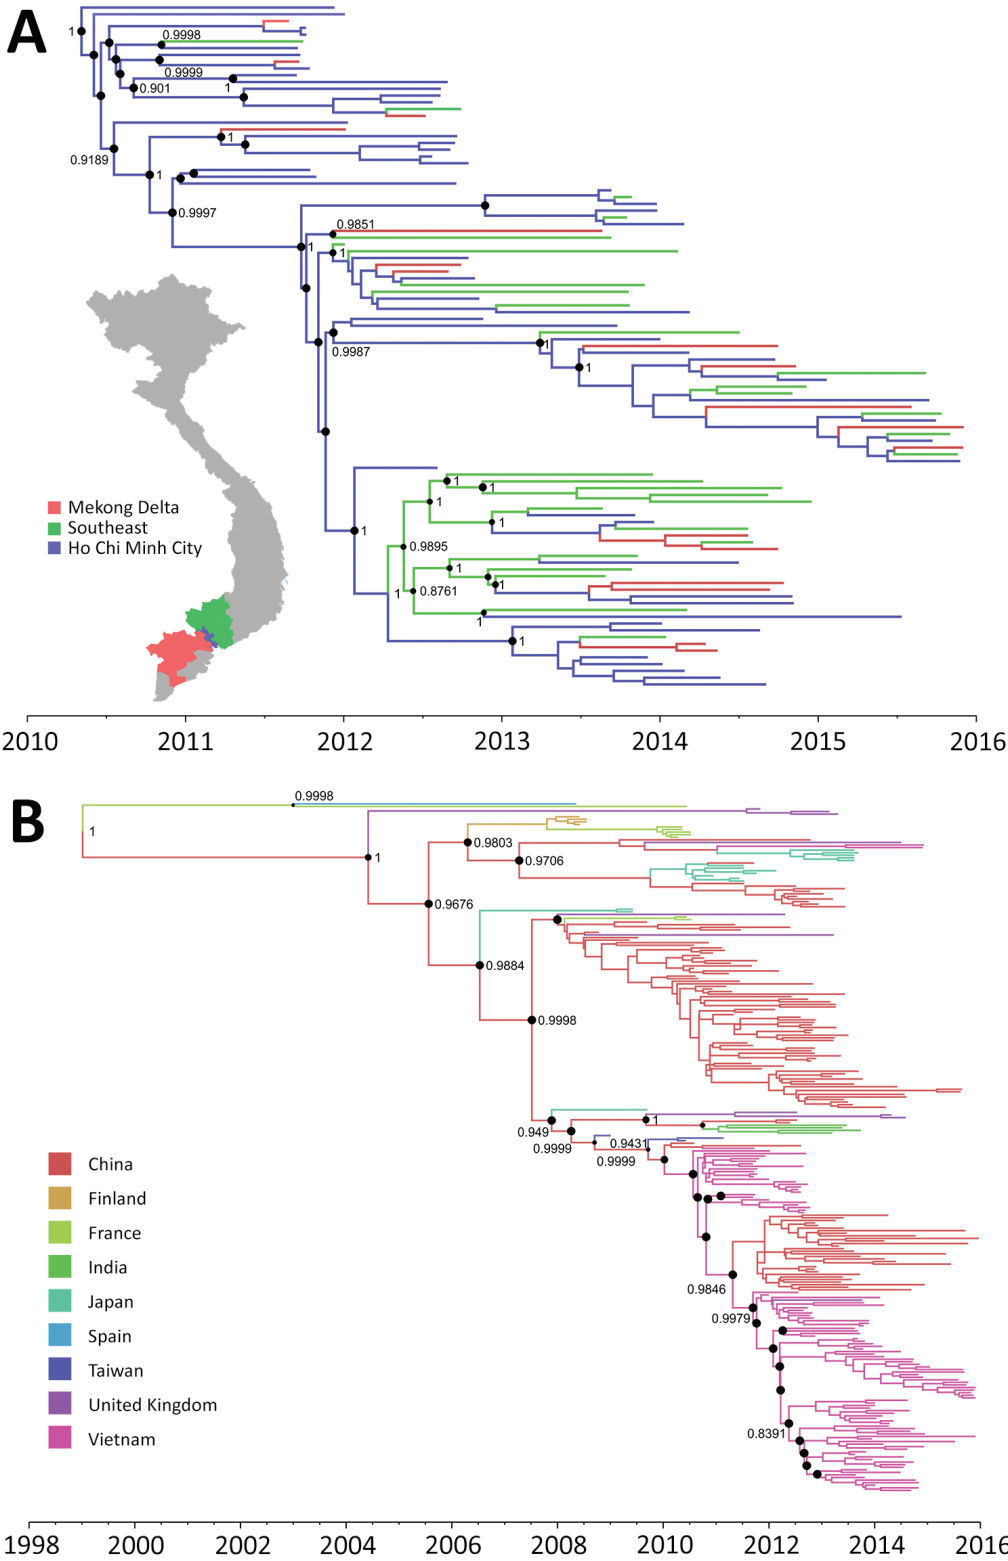 A
1
0.9998
0.9999
0.901
1
0.9189
1
1
0.9997
0.9851
1
1
0.9987
1
1
Mekong Delta
Southeast
Ho Chi Minh City
1
1
1
1
1
0.9895
1
0.8761
1
1
1
1
2010 2011 2012 2013 2014 2015 2016
B
0.9998
1
1
0.9803
0.9706
0.9676
0.9884
0.9998
1
0.949
0.9999
0.9431
0.9999
China
Finland
France
India
Japan
Spain
Taiwan
United Kingdom
Vietnam
0.9846
0.9979
0.8391
1998 2000 2002 2004 2006 2008 2010 2012 2014 2016